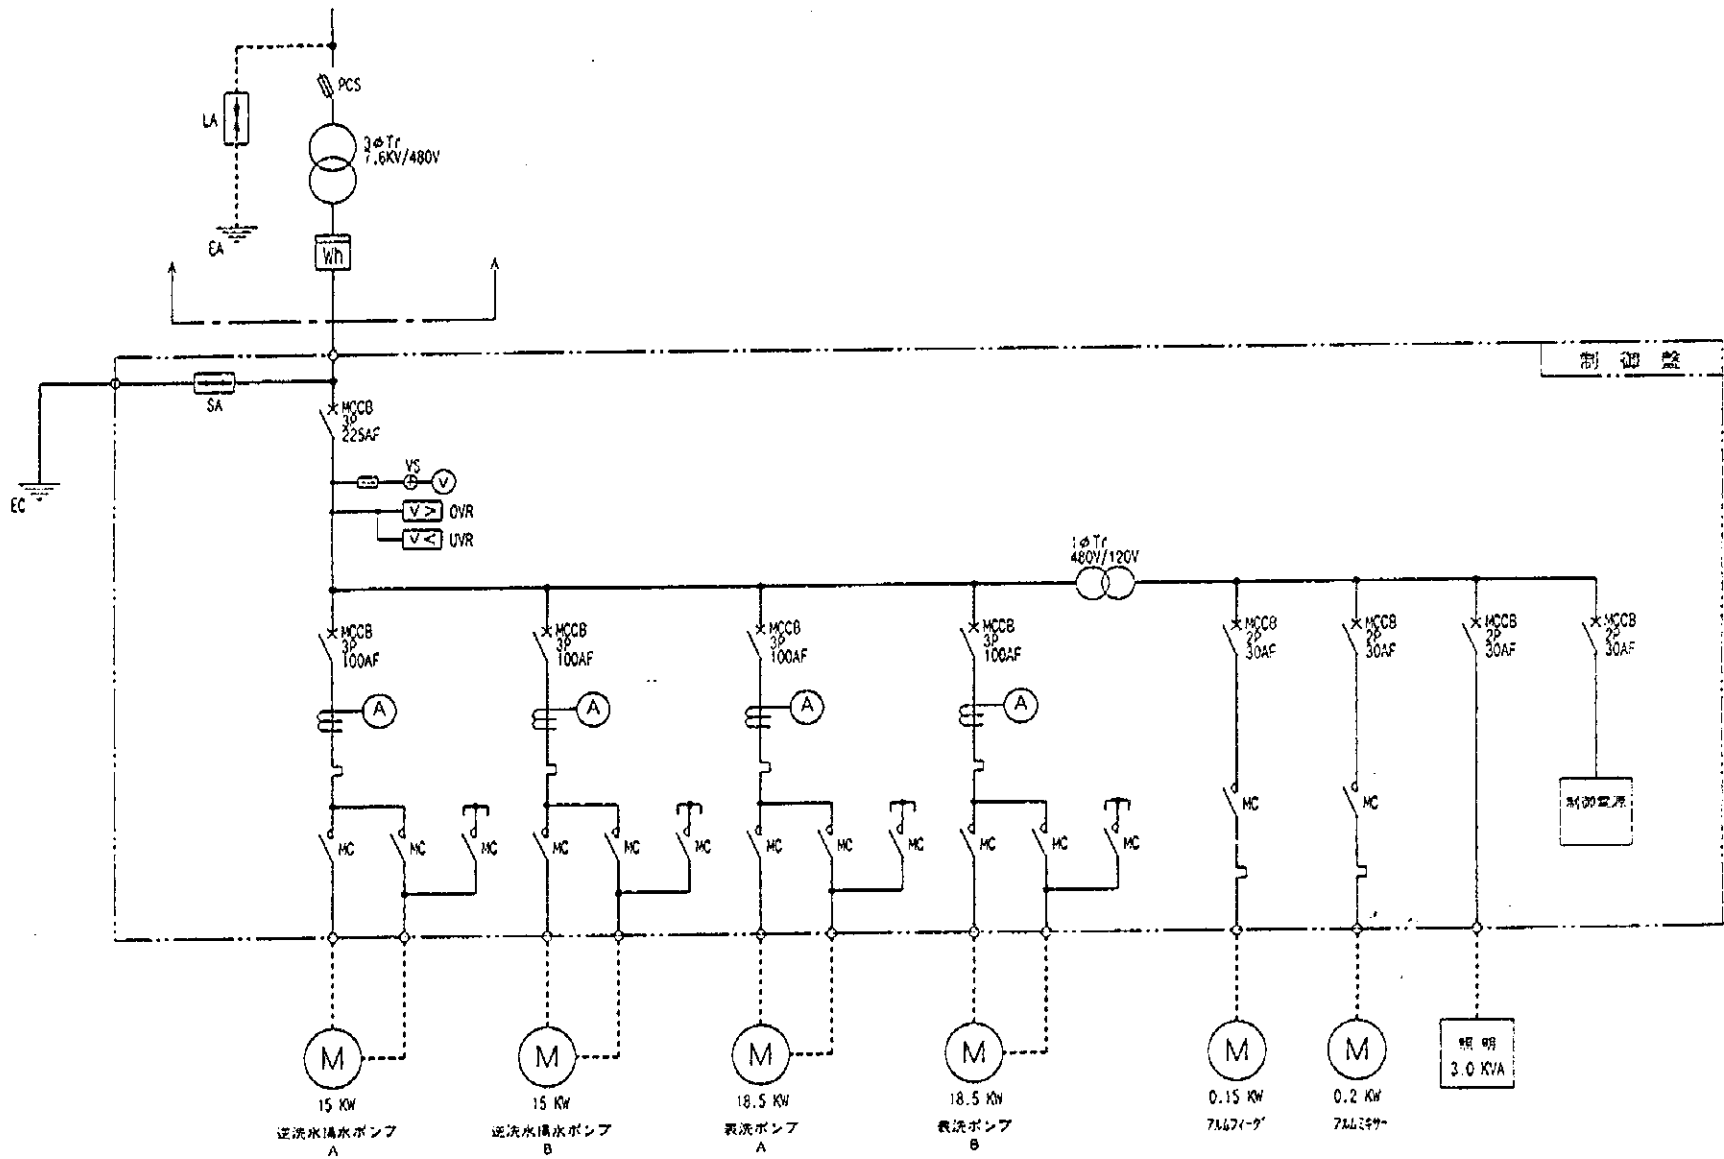 PCS
LA
3φTr
7.6KV/480V
EA
Wh
制御盤
SA
MCCB
3P
225AF
EC
VS
V
V> OVR
V< UVR
1φTr
480V/120V
MCCB
3P
100AF
MCCB
3P
100AF
MCCB
3P
100AF
MCCB
3P
100AF
MCCB
2P
30AF
MCCB
2P
30AF
MCCB
2P
30AF
MCCB
2P
30AF
A
A
A
A
MC
MC
制御電源
MC
MC
MC
MC
MC
MC
MC
MC
MC
MC
MC
MC
M
M
M
M
M
M
照明
3.0 KVA
15 KW
逆洗水揚水ポンプ
A
15 KW
逆洗水揚水ポンプ
B
18.5 KW
表洗ポンプ
A
18.5 KW
表洗ポンプ
B
0.15 KW
アルムフィーダ
0.2 KW
アルムミキサー